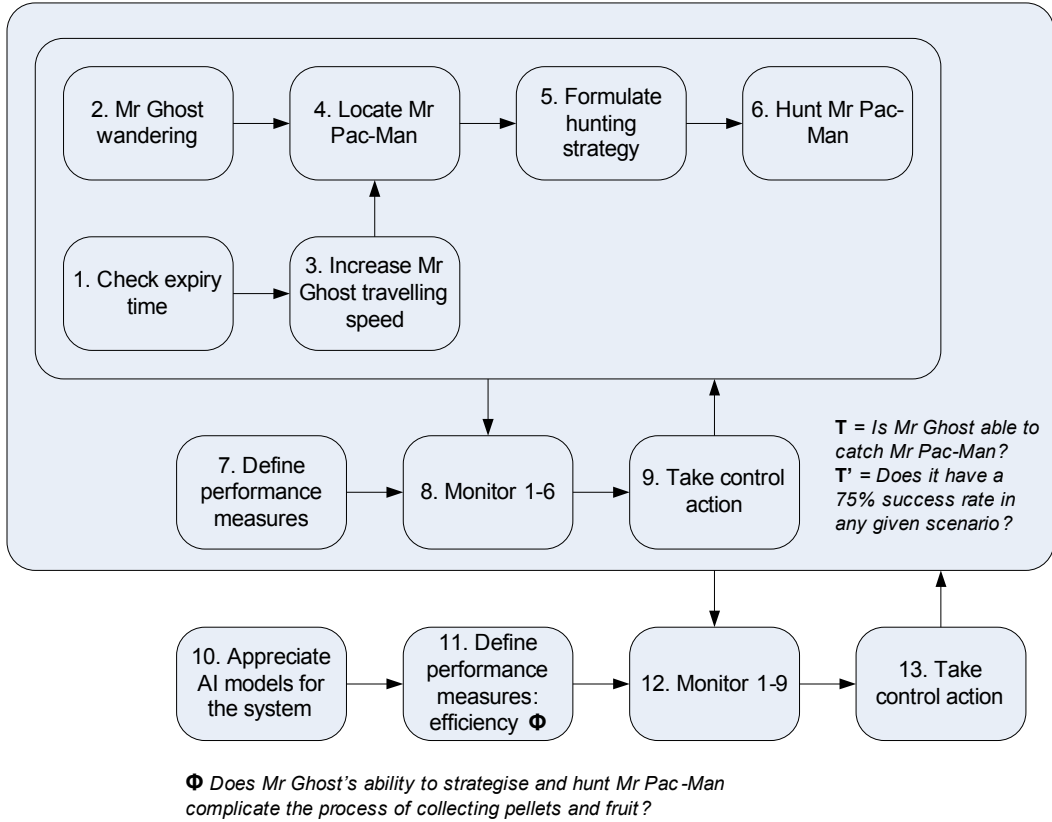 2. Mr Ghost
wandering
4. Locate Mr
Pac-Man
5. Formulate
hunting
strategy
6. Hunt Mr Pac-
Man
1. Check expiry
time
3. Increase Mr
Ghost travelling
speed
7. Define
performance
measures
8. Monitor 1-6
9. Take control
action
T = Is Mr Ghost able to
catch Mr Pac-Man?
T' = Does it have a
75% success rate in
any given scenario?
10. Appreciate
AI models for
the system
11. Define
performance
measures:
efficiency Φ
12. Monitor 1-9
13. Take
control action
Φ Does Mr Ghost's ability to strategise and hunt Mr Pac-Man
complicate the process of collecting pellets and fruit?